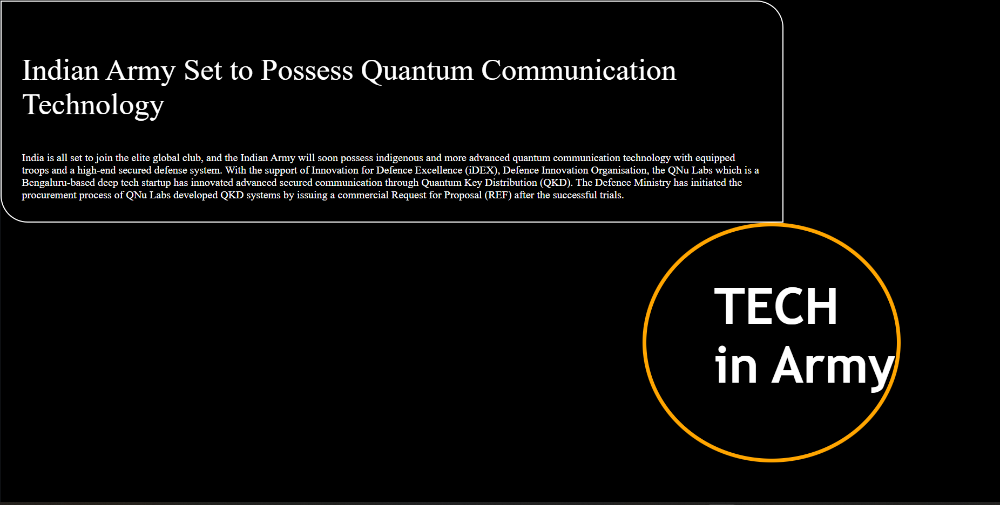 Indian Army Set to Possess Quantum Communication
Technology
India is all set to join the elite global club, and the Indian Army will soon possess indigenous and more advanced quantum communication technology with equipped
troops and a high-end secured defense system. With the support of Innovation for Defence Excellence (iDEX), Defence Innovation Organisation, the QNu Labs which is a
Bengaluru-based deep tech startup has innovated advanced secured communication through Quantum Key Distribution (QKD). The Defence Ministry has initiated the
procurement process of QNu Labs developed QKD systems by issuing a commercial Request for Proposal (REF) after the successful trials.
TECH
in Army